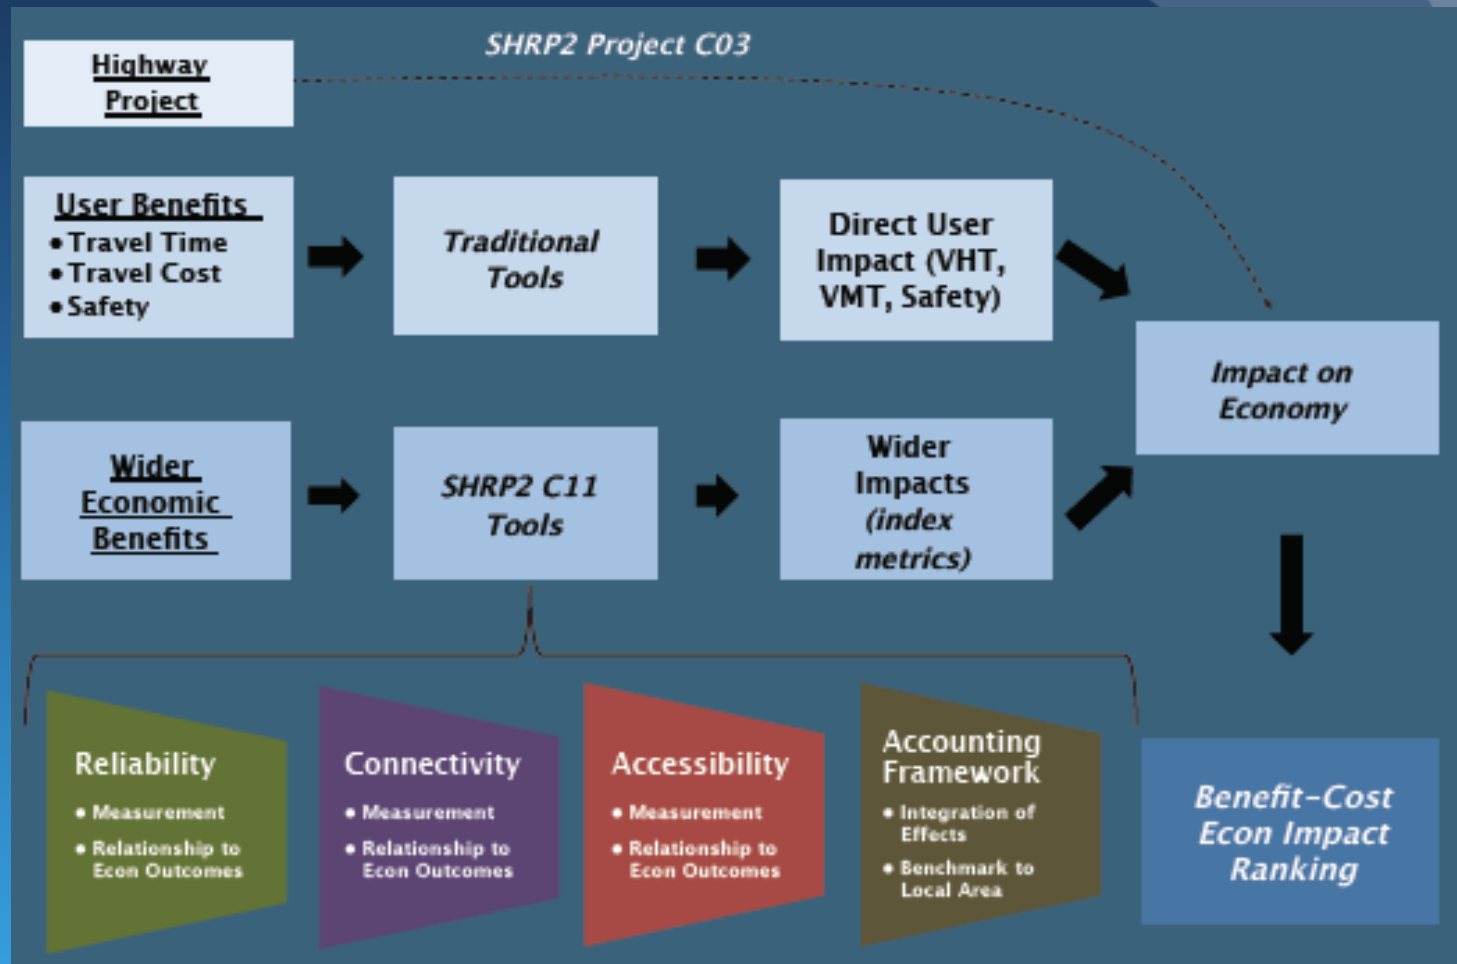 SHRP2 Project C03
Highway
Project
User Benefits
• Travel Time
• Travel Cost
• Safety
Traditional
Tools
Direct User
Impact (VHT,
VMT, Safety)
Impact on
Economy
Wider
Economic
Benefits
SHRP2 C11
Tools
Wider
Impacts
(index
metrics)
Reliability
• Measurement
• Relationship to
Econ Outcomes
Connectivity
• Measurement
• Relationship to
Econ Outcomes
Accessibility
• Measurement
• Relationship to
Econ Outcomes
Accounting
Framework
• Integration of
Effects
• Benchmark to
Local Area
Benefit-Cost
Econ Impact
Ranking